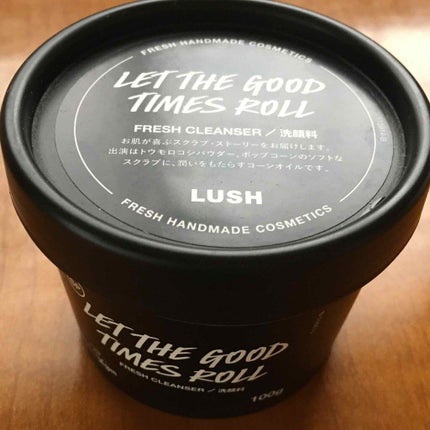 FRESH HANDMADE COSMETICS
LET THE GOOD
TIMES ROLL
FRESH CLEANSER / 洗顔料
お肌が喜ぶスクラブ・ストーリーをお届けします。
出演はトウモロコシパウダー、ポップコーンのソフトな
スクラブに、潤いをもたらすコーンオイルです。
LUSH
FRESH HANDMADE COSMETICS
LET THE GOOD
TIMES ROLL
FRESH CLEANSER / 洗顔料
100g